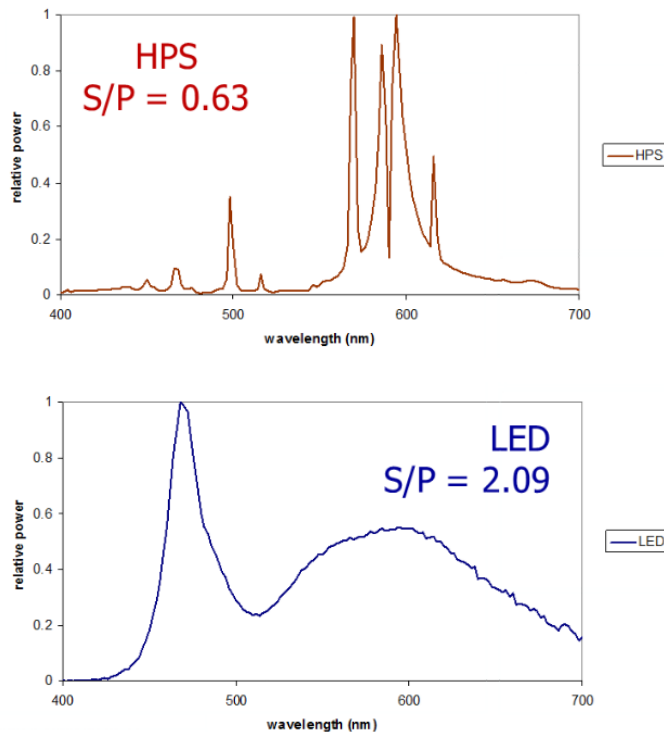 HPS
S/P = 0.63
relative power
1
0.8
0.6
0.4
0.2
0
400
500
600
700
wavelength (nm)
HPS
LED
S/P = 2.09
relative power
1
0.8
0.6
0.4
0.2
0
400
500
600
700
wavelength (nm)
LED